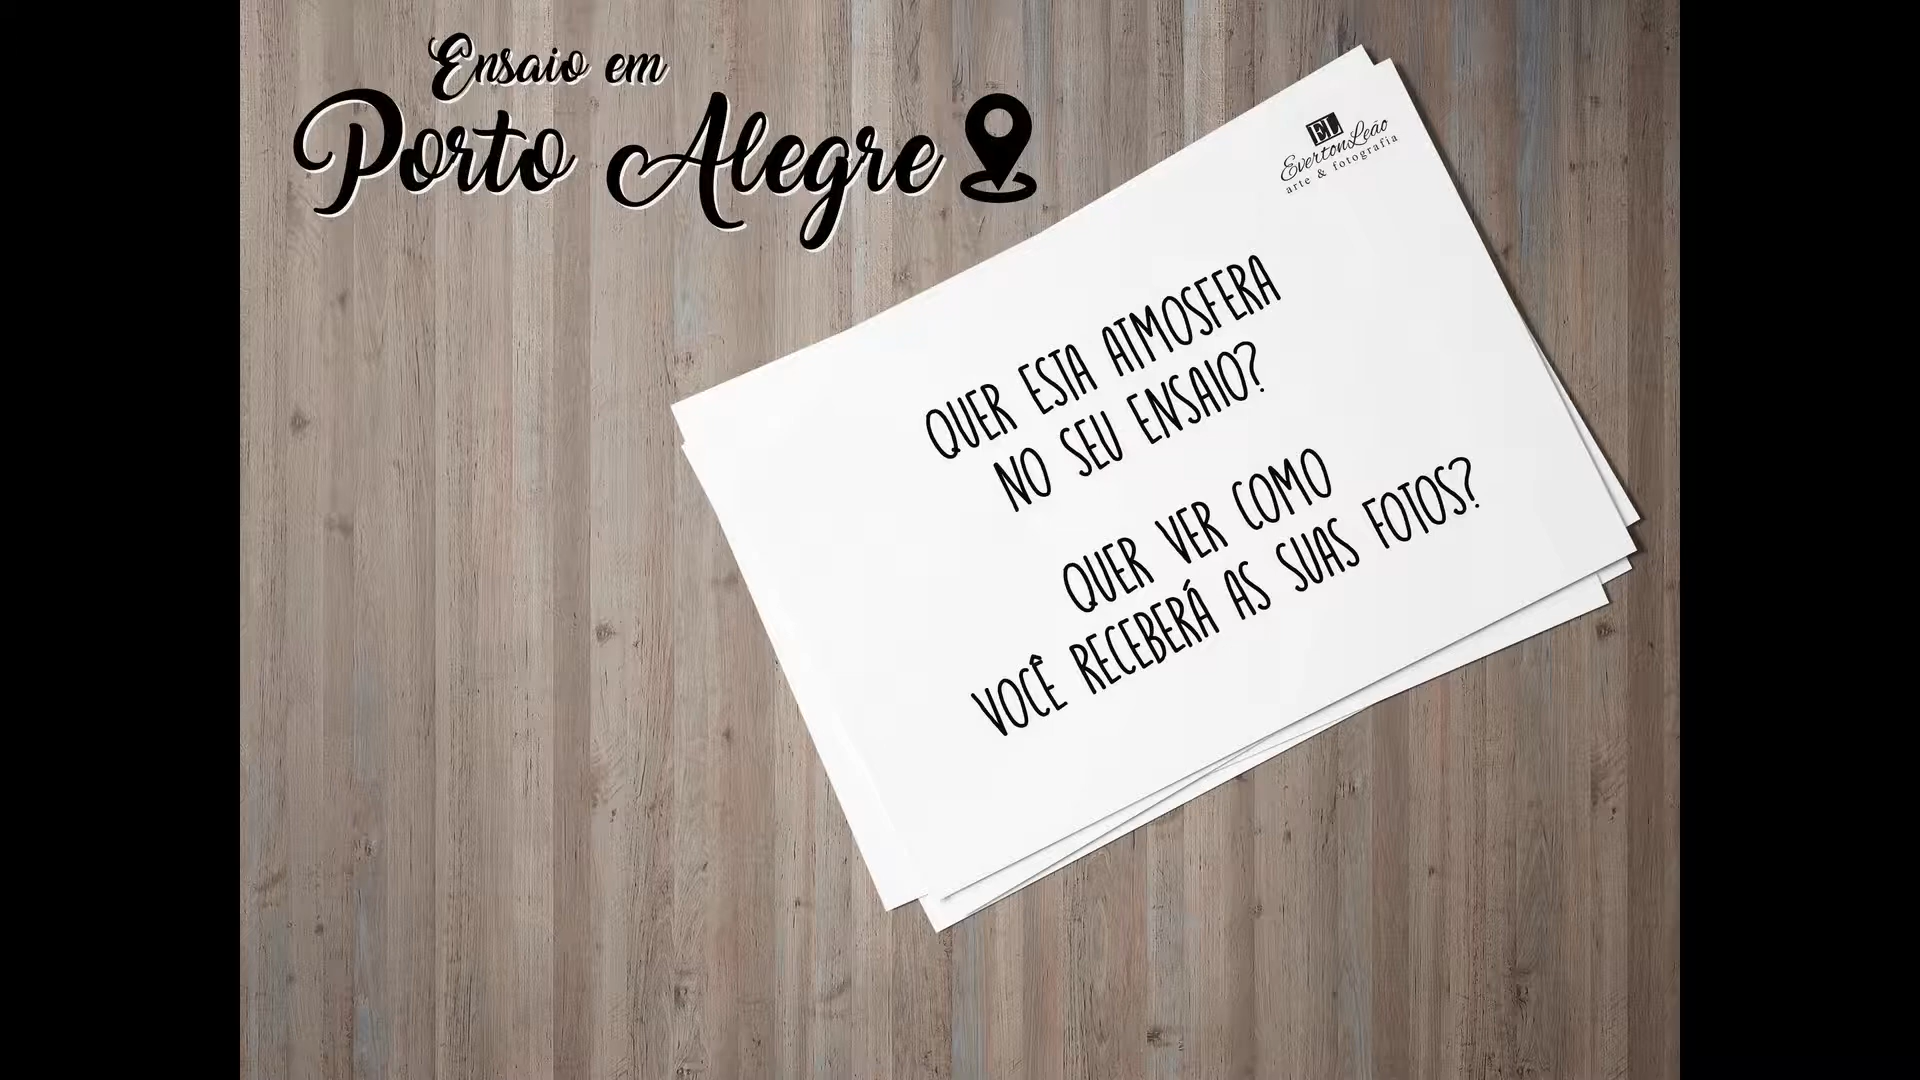 Ensaio em
Porto Alegre
EL
EvertonLeão
arte & fotografia
QUER ESTA ATMOSFERA
NO SEU ENSAIO?
QUER VER COMO
VOCÊ RECEBERÁ AS SUAS FOTOS?